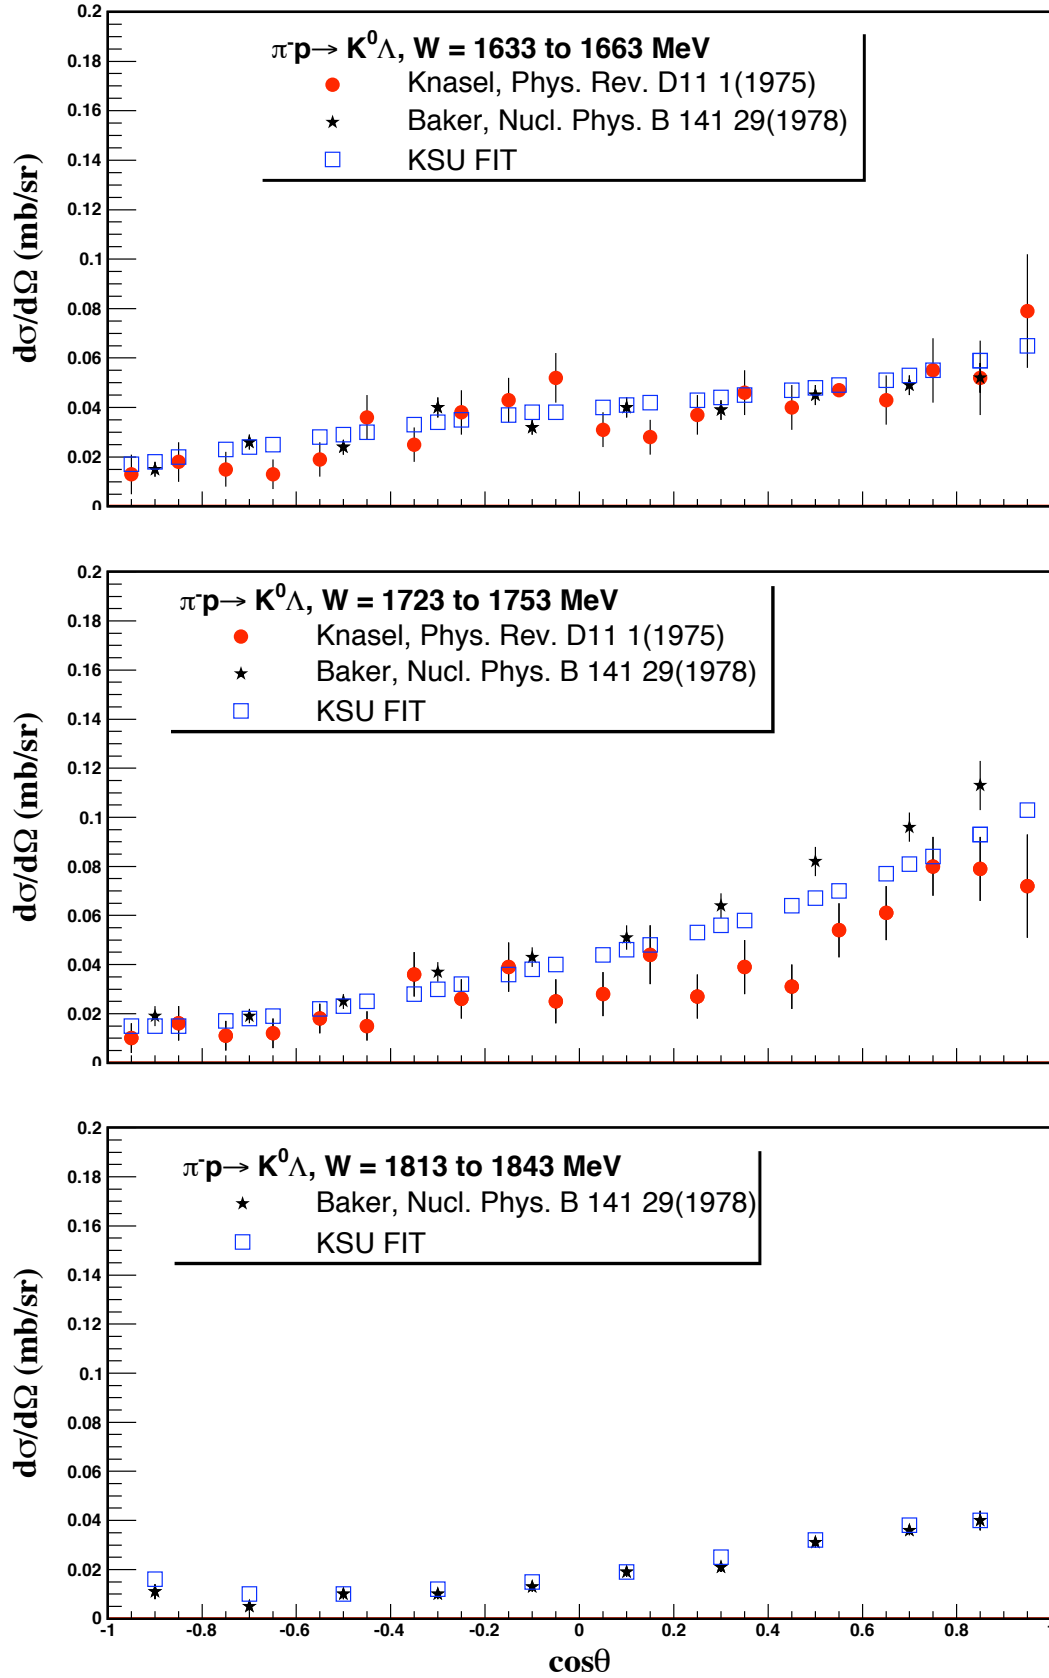 π⁻p→ K⁰Λ, W = 1633 to 1663 MeV
Knasel, Phys. Rev. D11 1(1975)
Baker, Nucl. Phys. B 141 29(1978)
KSU FIT
dσ/dΩ (mb/sr)
0.2
0.18
0.16
0.14
0.12
0.1
0.08
0.06
0.04
0.02
0
π⁻p→ K⁰Λ, W = 1723 to 1753 MeV
Knasel, Phys. Rev. D11 1(1975)
Baker, Nucl. Phys. B 141 29(1978)
KSU FIT
dσ/dΩ (mb/sr)
0.2
0.18
0.16
0.14
0.12
0.1
0.08
0.06
0.04
0.02
0
π⁻p→ K⁰Λ, W = 1813 to 1843 MeV
Baker, Nucl. Phys. B 141 29(1978)
KSU FIT
dσ/dΩ (mb/sr)
0.2
0.18
0.16
0.14
0.12
0.1
0.08
0.06
0.04
0.02
0
-1 -0.8 -0.6 -0.4 -0.2 0 0.2 0.4 0.6 0.8 1
cosθ